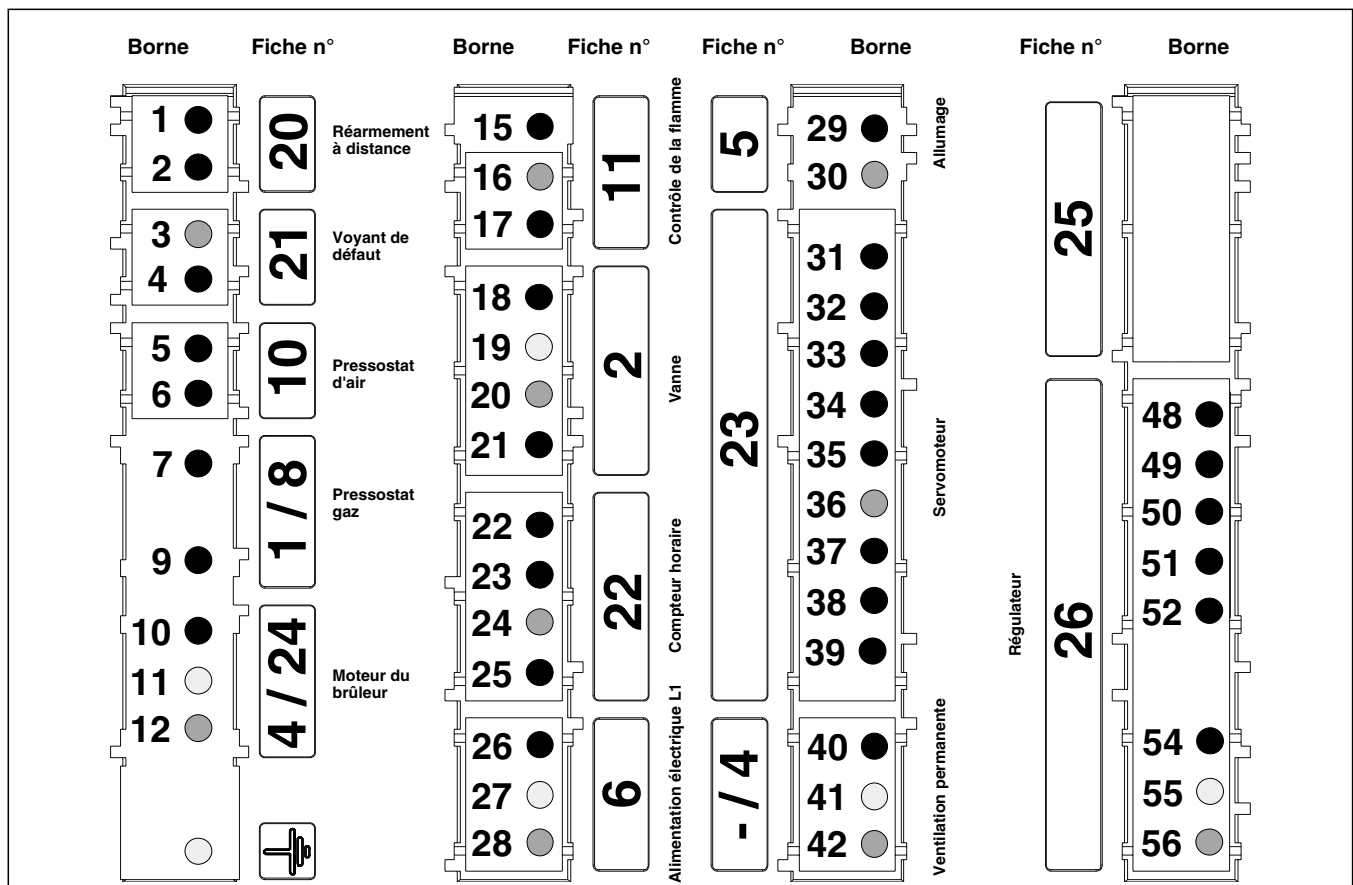 Borne Fiche n° Borne Fiche n° Fiche n° Borne Fiche n° Borne
1
2
20
Réarmement
à distance
3
4
21
Voyant de
défaut
5
6
10
Pressostat
d'air
7
9
1 / 8
Pressostat
gaz
10
11
12
4 / 24
Moteur du
brûleur
15
16
17
11
Contrôle de la flamme
18
19
20
21
2
Vanne
22
23
24
25
22
Compteur horaire
26
27
28
6
Alimentation électrique L1
5
29
30
Allumage
23
31
32
33
34
35
36
37
38
39
Servomoteur
- / 4
40
41
42
Ventilation permanente
25
Régulateur
26
48
49
50
51
52
54
55
56